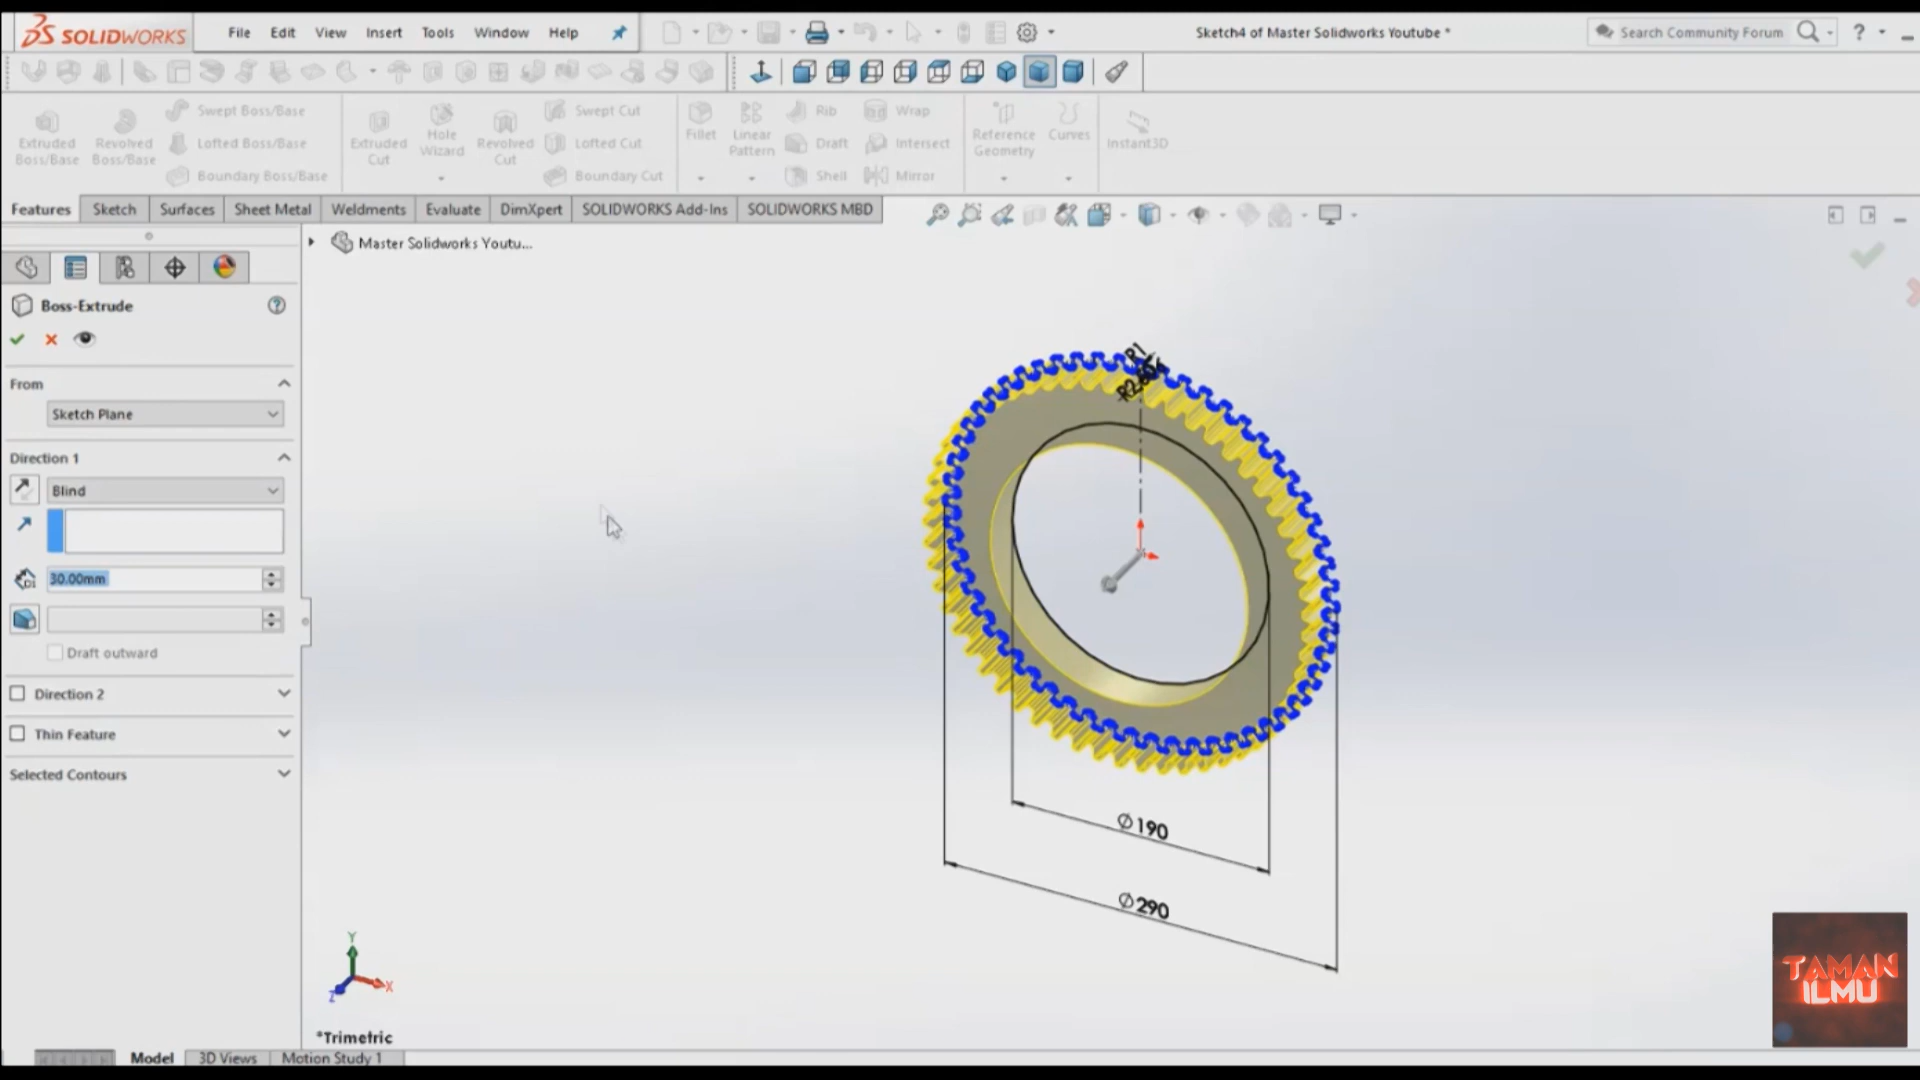 SOLIDWORKS File Edit View Insert Tools Window Help Sketch4 of Master Solidworks Youtube * Search Community Forum ?
Extruded Boss/Base
Revolved Boss/Base
Swept Boss/Base
Lofted Boss/Base
Boundary Boss/Base
Extruded Cut
Hole Wizard
Revolved Cut
Swept Cut
Lofted Cut
Boundary Cut
Fillet
Linear Pattern
Rib
Draft
Shell
Wrap
Intersect
Mirror
Reference Geometry
Curves
Instant3D
Features Sketch Surfaces Sheet Metal Weldments Evaluate DimXpert SOLIDWORKS Add-Ins SOLIDWORKS MBD
Master Solidworks Youtu...
Boss-Extrude
From
Sketch Plane
Direction 1
Blind
30.00mm
Draft outward
Direction 2
Thin Feature
Selected Contours
R1
∅190
∅290
Y
X
Z
*Trimetric
Model 3D Views Motion Study 1
TAMAN
ILMU